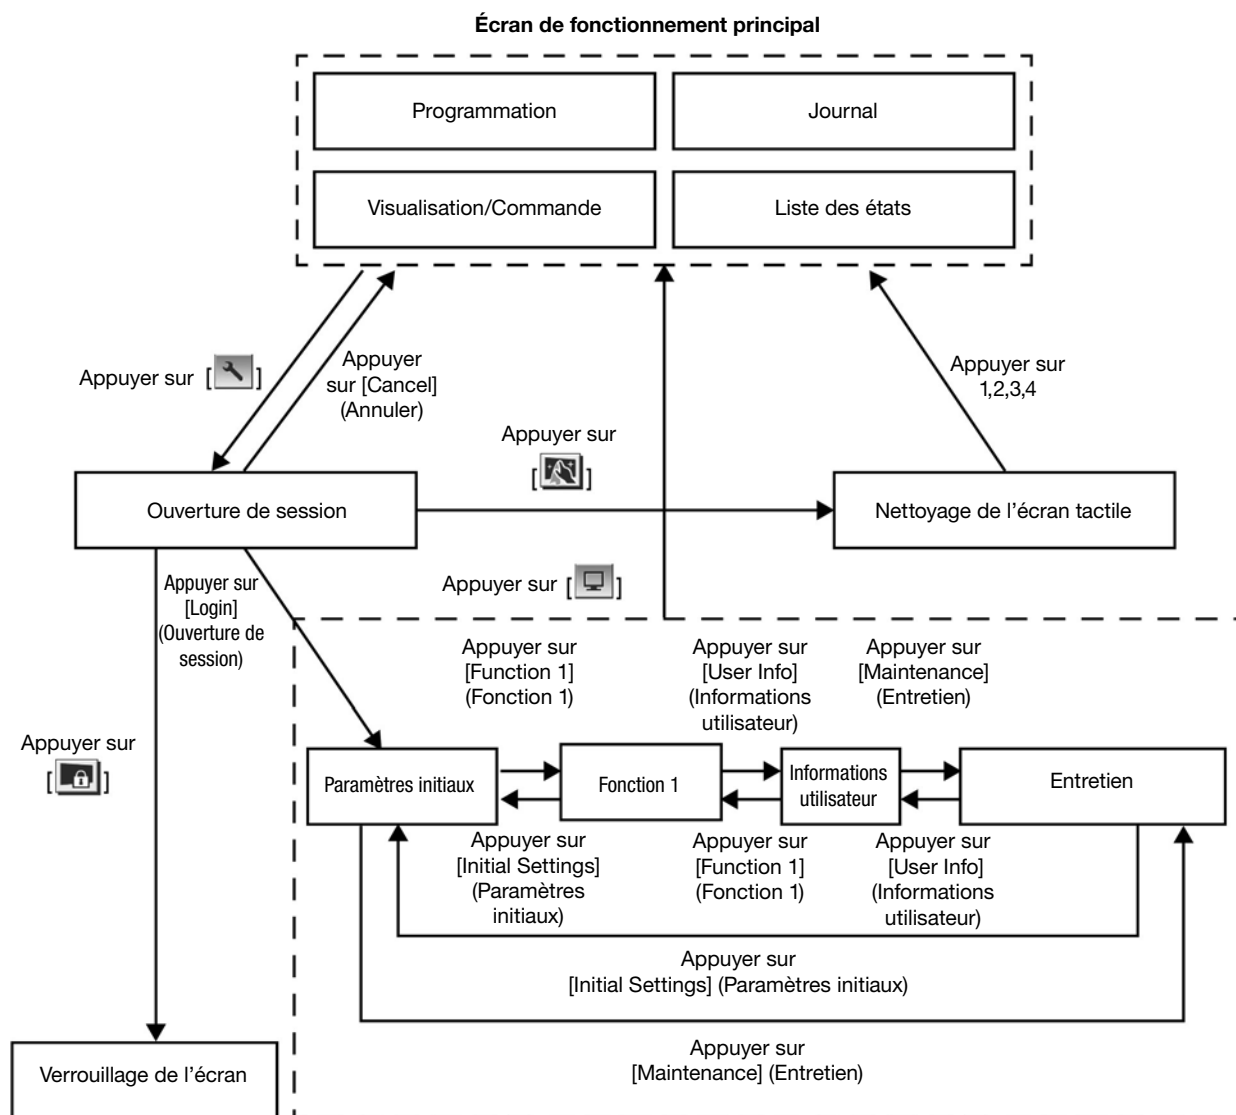 Écran de fonctionnement principal
Programmation
Journal
Visualisation/Commande
Liste des états
Appuyer sur [ ]
Appuyer
sur [Cancel]
(Annuler)
Appuyer sur
1,2,3,4
Appuyer sur
[ ]
Ouverture de session
Nettoyage de l’écran tactile
Appuyer sur
[Login]
(Ouverture de
session)
Appuyer sur [ ]
Appuyer sur
[Function 1]
(Fonction 1)
Appuyer sur
[User Info]
(Informations
utilisateur)
Appuyer sur
[Maintenance]
(Entretien)
Appuyer sur
[ ]
Paramètres initiaux
Fonction 1
Informations
utilisateur
Entretien
Appuyer sur
[Initial Settings]
(Paramètres
initiaux)
Appuyer sur
[Function 1]
(Fonction 1)
Appuyer sur
[User Info]
(Informations
utilisateur)
Appuyer sur
[Initial Settings] (Paramètres initiaux)
Appuyer sur
[Maintenance] (Entretien)
Verrouillage de l’écran